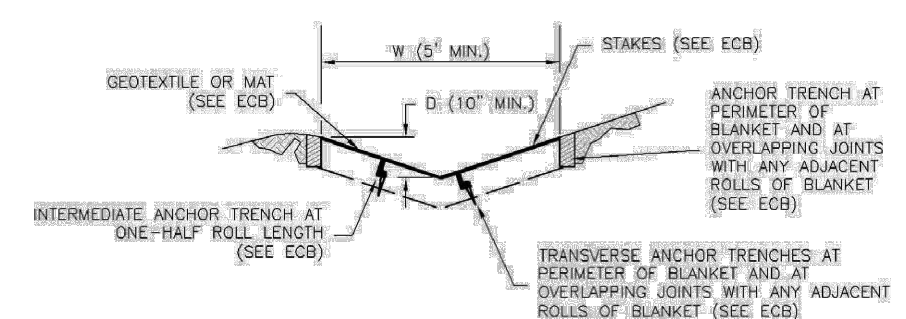 W (5' MIN.)
STAKES (SEE ECB)
GEOTEXTILE OR MAT
(SEE ECB)
D (10" MIN.)
ANCHOR TRENCH AT
PERIMETER OF
BLANKET AND AT
OVERLAPPING JOINTS
WITH ANY ADJACENT
ROLLS OF BLANKET
(SEE ECB)
INTERMEDIATE ANCHOR TRENCH AT
ONE-HALF ROLL LENGTH
(SEE ECB)
TRANSVERSE ANCHOR TRENCHES AT
PERIMETER OF BLANKET AND AT
OVERLAPPING JOINTS WITH ANY ADJACENT
ROLLS OF BLANKET (SEE ECB)